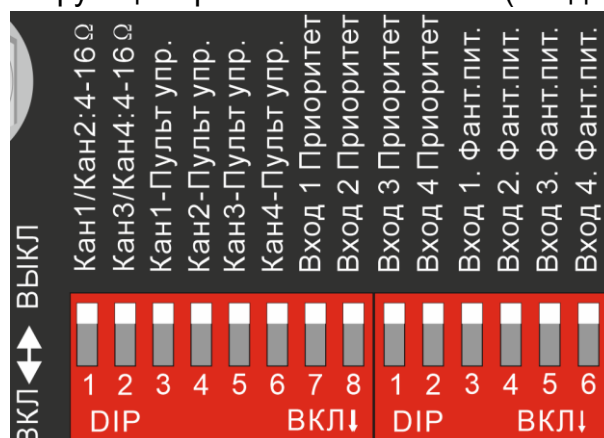 Кан1/Кан2:4-16Ω
Кан3/Кан4:4-16Ω
Кан1-Пульт упр.
Кан2-Пульт упр.
Кан3-Пульт упр.
Кан4-Пульт упр.
Вход 1 Приоритет
Вход 2 Приоритет
Вход 3 Приоритет
Вход 4 Приоритет
Вход 1. Фант.пит.
Вход 2. Фант.пит.
Вход 3. Фант.пит.
Вход 4. Фант.пит.
ВКЛ ВЫКЛ
1 2 3 4 5 6 7 8 1 2 3 4 5 6
DIP ВКЛ↓ DIP ВКЛ↓